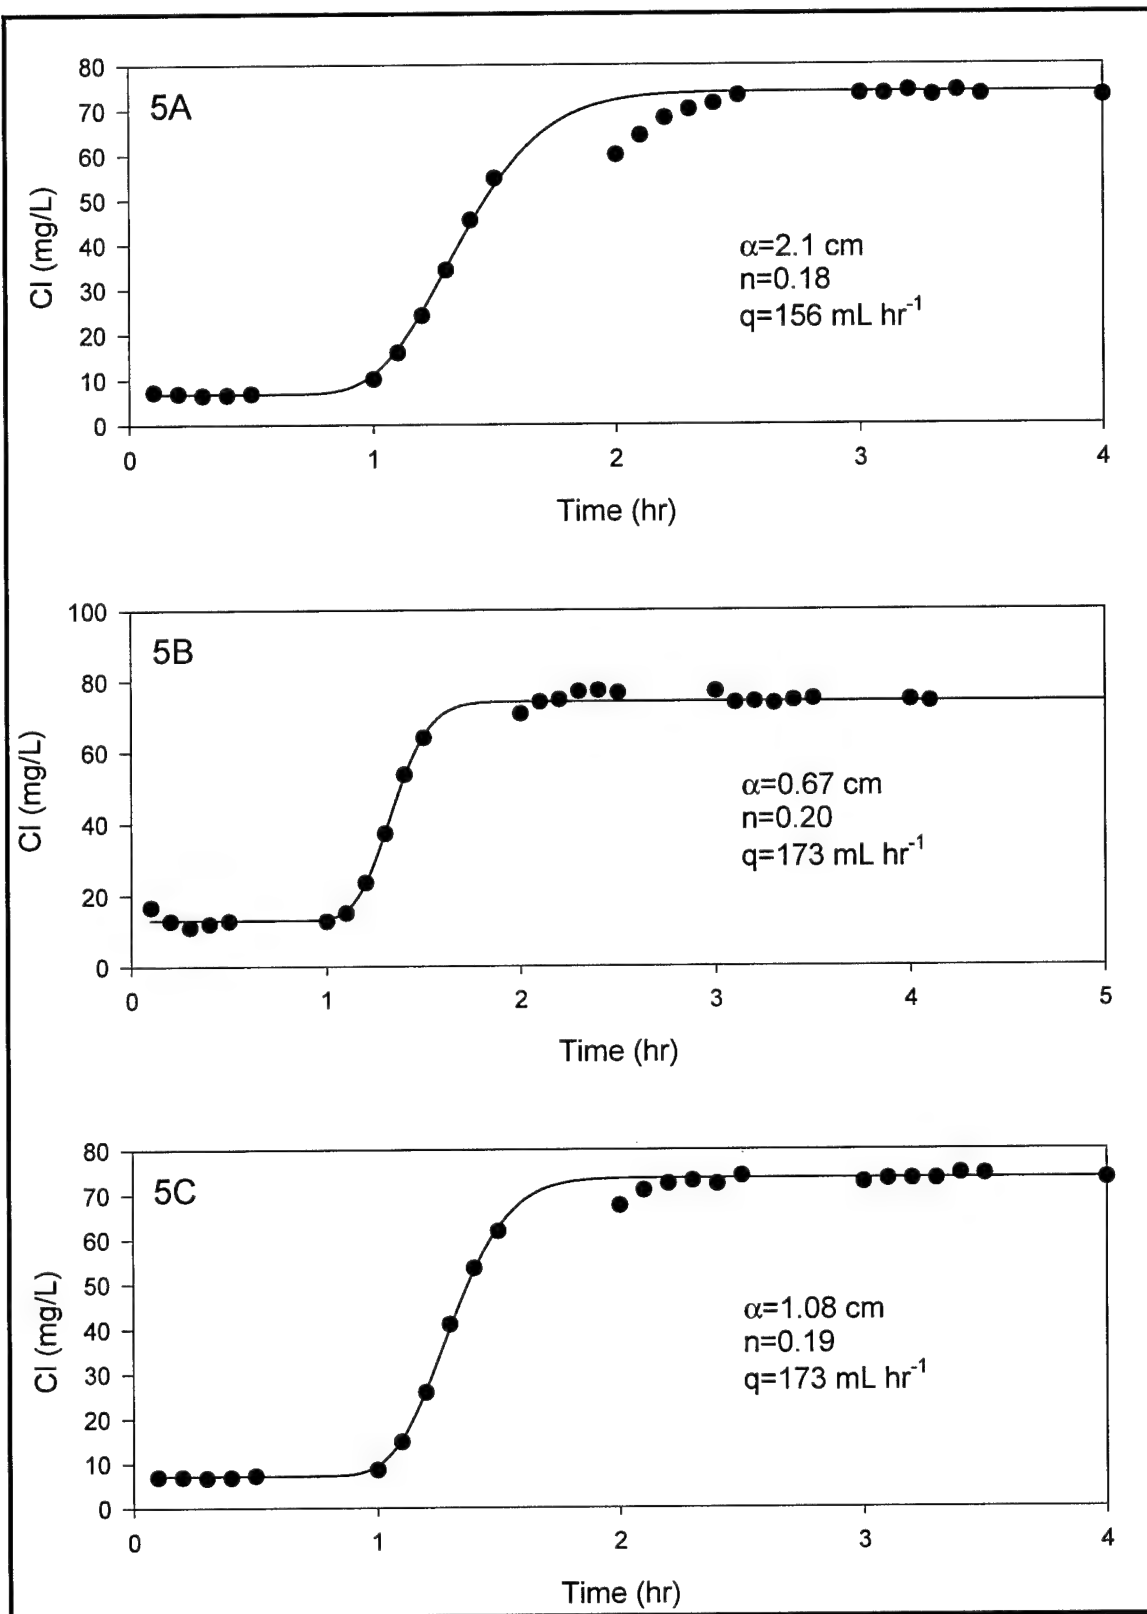 80
5A
70
60
50
40
30
20
10
0
Cl (mg/L)
α=2.1 cm
n=0.18
q=156 mL hr⁻¹
0 1 2 3 4
Time (hr)
100
5B
80
60
40
20
0
Cl (mg/L)
α=0.67 cm
n=0.20
q=173 mL hr⁻¹
0 1 2 3 4 5
Time (hr)
80
5C
70
60
50
40
30
20
10
0
Cl (mg/L)
α=1.08 cm
n=0.19
q=173 mL hr⁻¹
0 1 2 3 4
Time (hr)